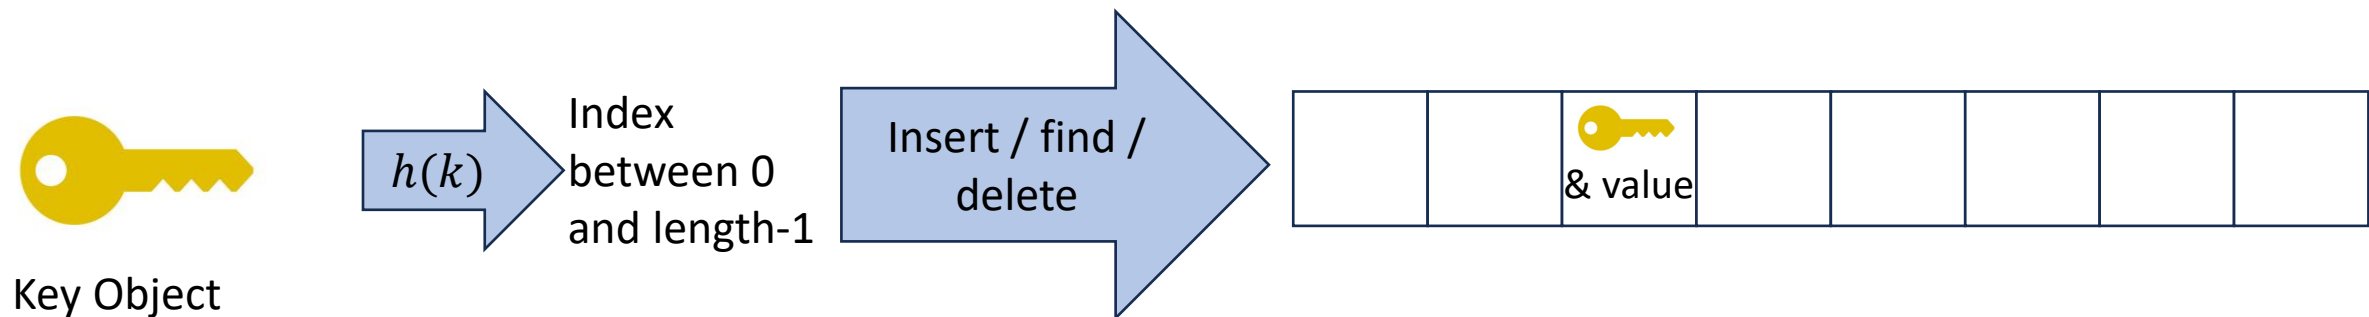 Key Object
h(k)
Index
between 0
and length-1
Insert / find /
delete
& value